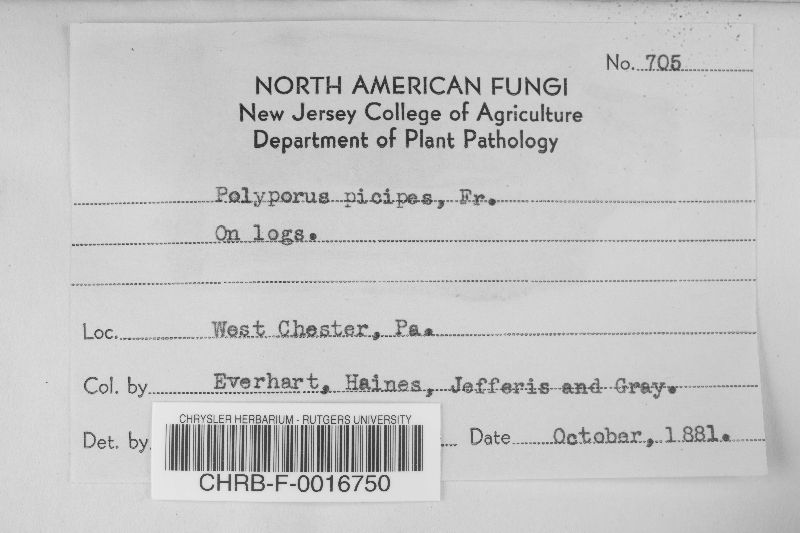 No. 705
NORTH AMERICAN FUNGI
New Jersey College of Agriculture
Department of Plant Pathology
Polyporus picipes, Fr.
On logs.
Loc. West Chester, Pa.
Col. by Everhart, Haines, Jefferis and Gray.
Det. by Date October, 1881.
CHRYSLER HERBARIUM - RUTGERS UNIVERSITY
CHRB-F-0016750